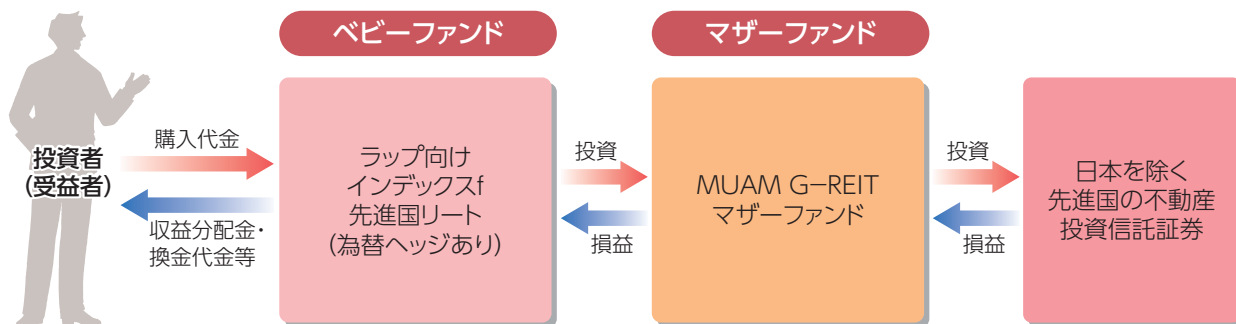 ベビーファンド
マザーファンド
投資者
(受益者)
購入代金
収益分配金・
換金代金等
ラップ向け
インデックスf
先進国リート
(為替ヘッジあり)
投資
損益
MUAM G-REIT
マザーファンド
投資
損益
日本を除く
先進国の不動産
投資信託証券